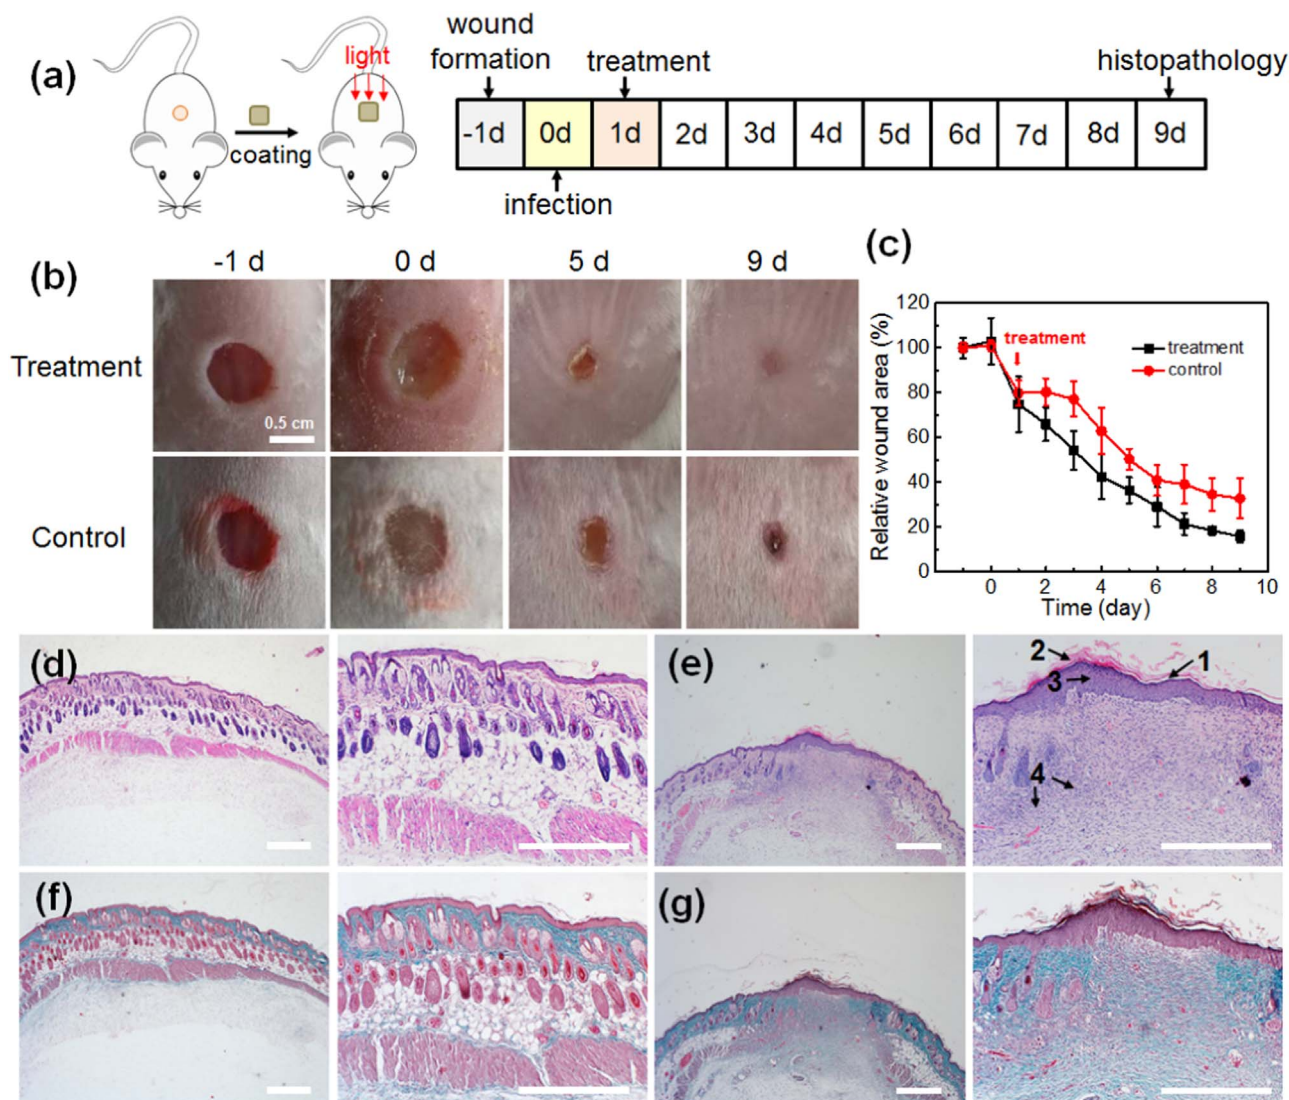 (a)
light
coating
wound
formation
treatment
histopathology
-1d 0d 1d 2d 3d 4d 5d 6d 7d 8d 9d
infection
(b)
-1 d 0 d 5 d 9 d
Treatment
0.5 cm
Control
(c)
Relative wound area (%)
120
100
80
60
40
20
0
treatment
treatment
control
0 2 4 6 8 10
Time (day)
(d)
(e)
2
1
3
4
(f)
(g)